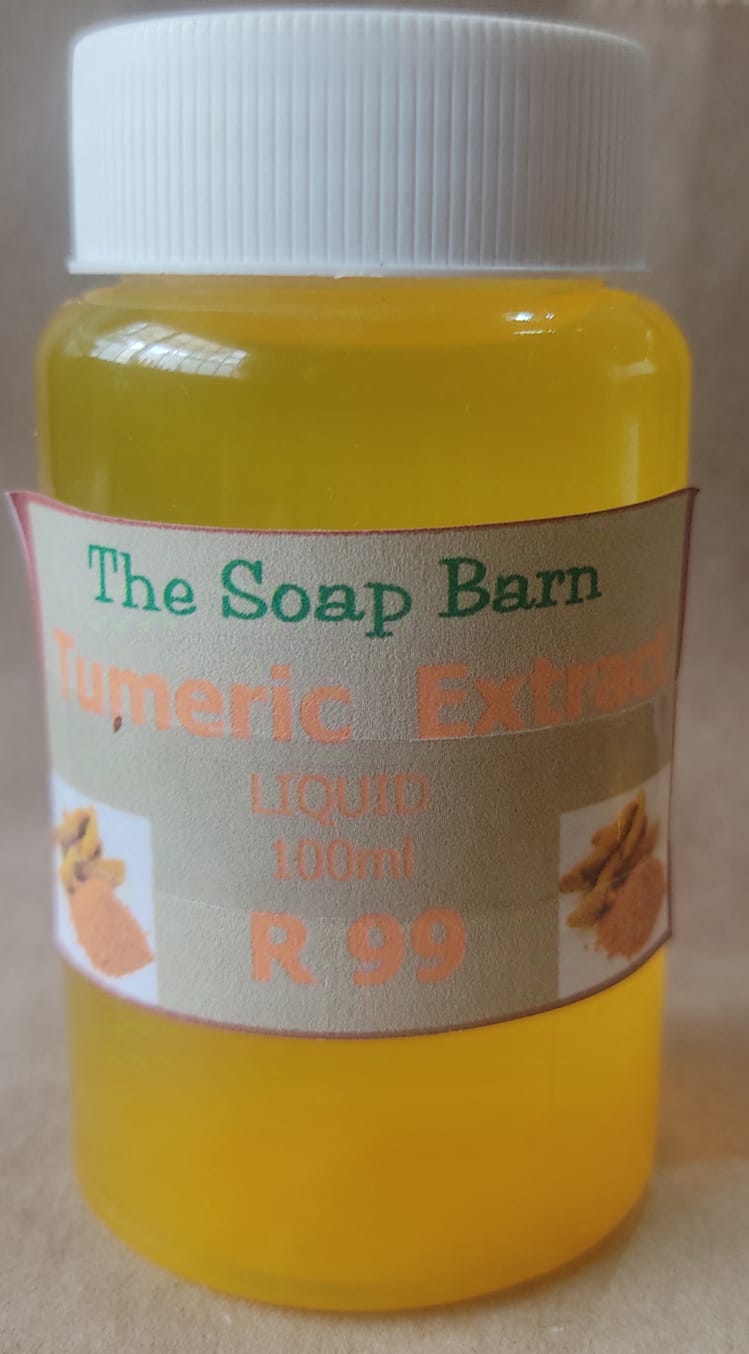 The Soap Barn
Tumeric Extract
LIQUID
100ml
R 99